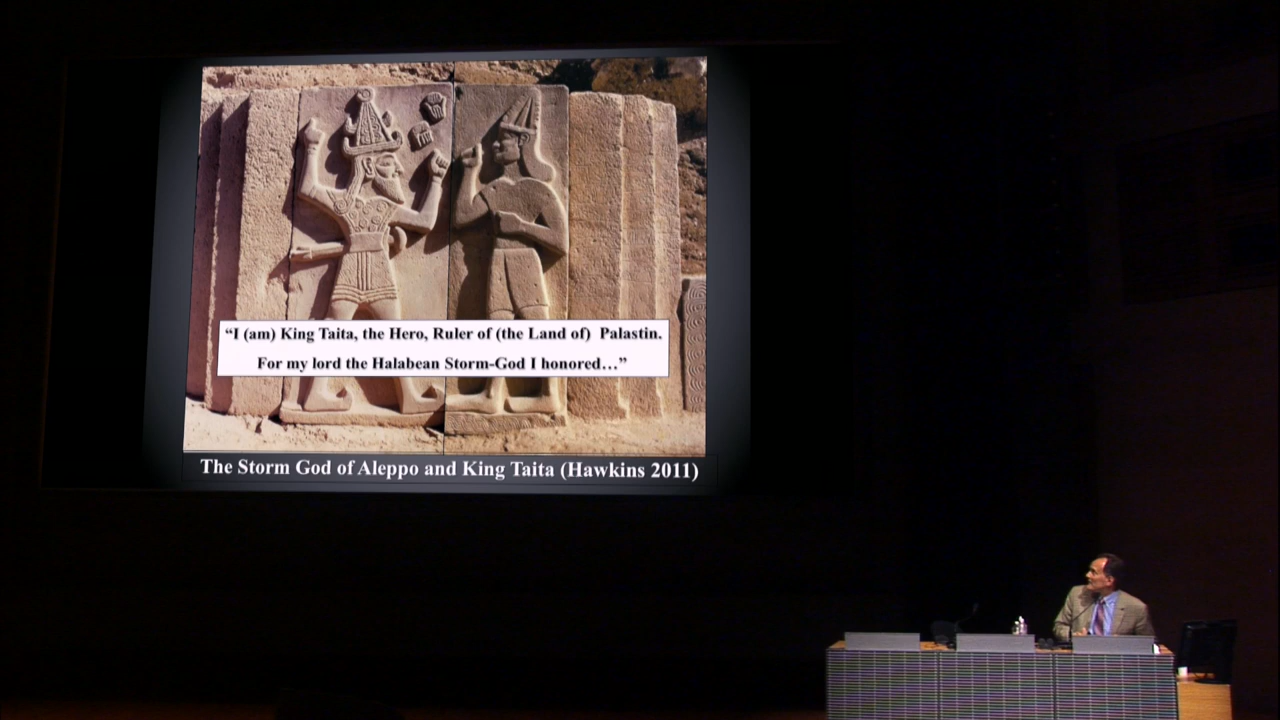 “I (am) King Taita, the Hero, Ruler of (the Land of)  Palastin.
For my lord the Halabean Storm-God I honored…”
The Storm God of Aleppo and King Taita (Hawkins 2011)